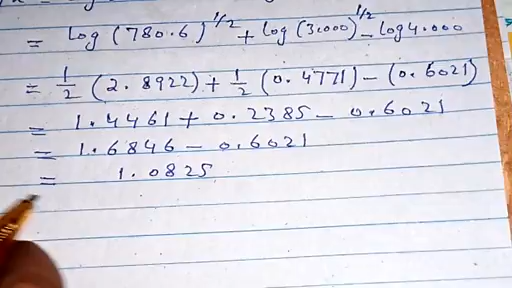 = log (780.6)^1/2 + log (3.000)^1/2 - log 4.000
= 1/2 (2.8922) + 1/2 (0.4771) - (0.6021)
= 1.4461 + 0.2385 - 0.6021
= 1.6846 - 0.6021
= 1.0825